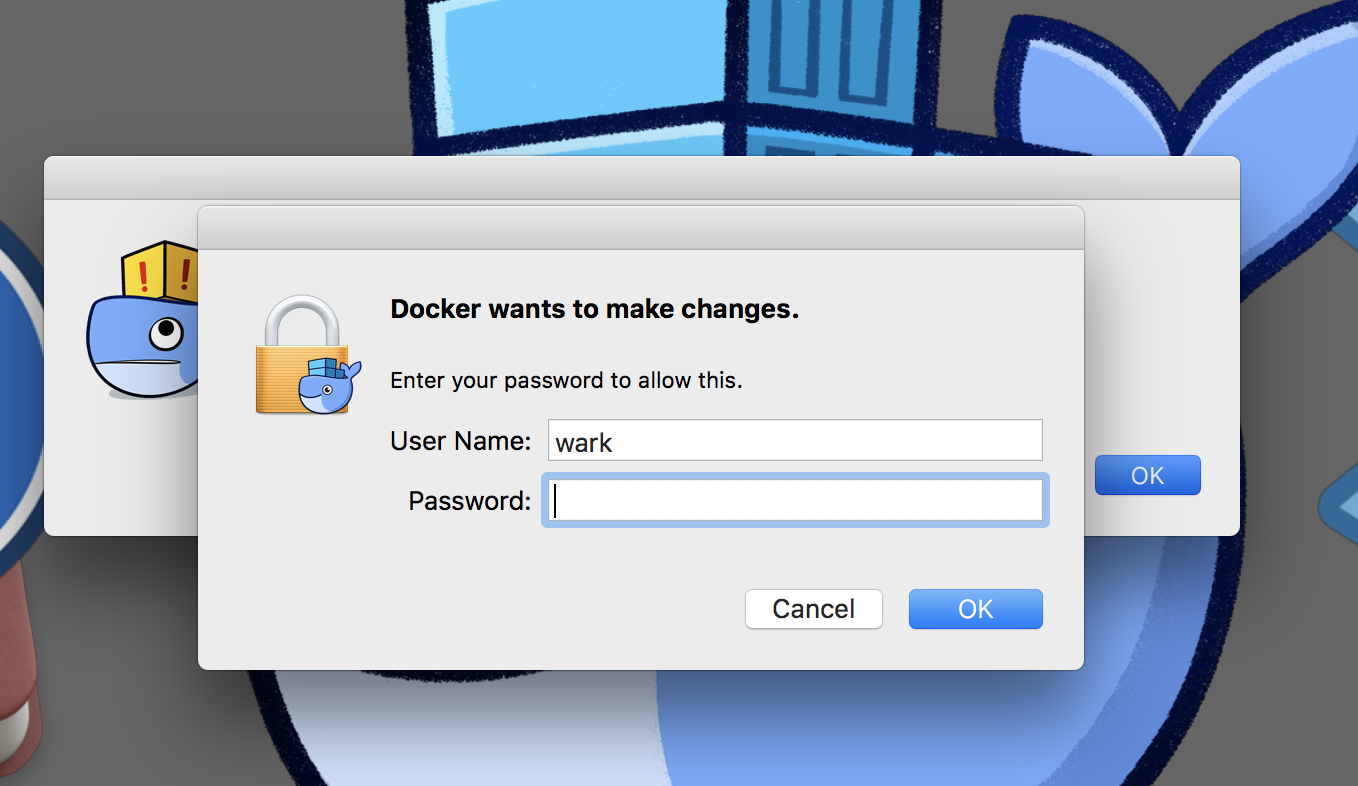 Docker wants to make changes.
Enter your password to allow this.
User Name: wark
Password:
OK
Cancel OK
! !